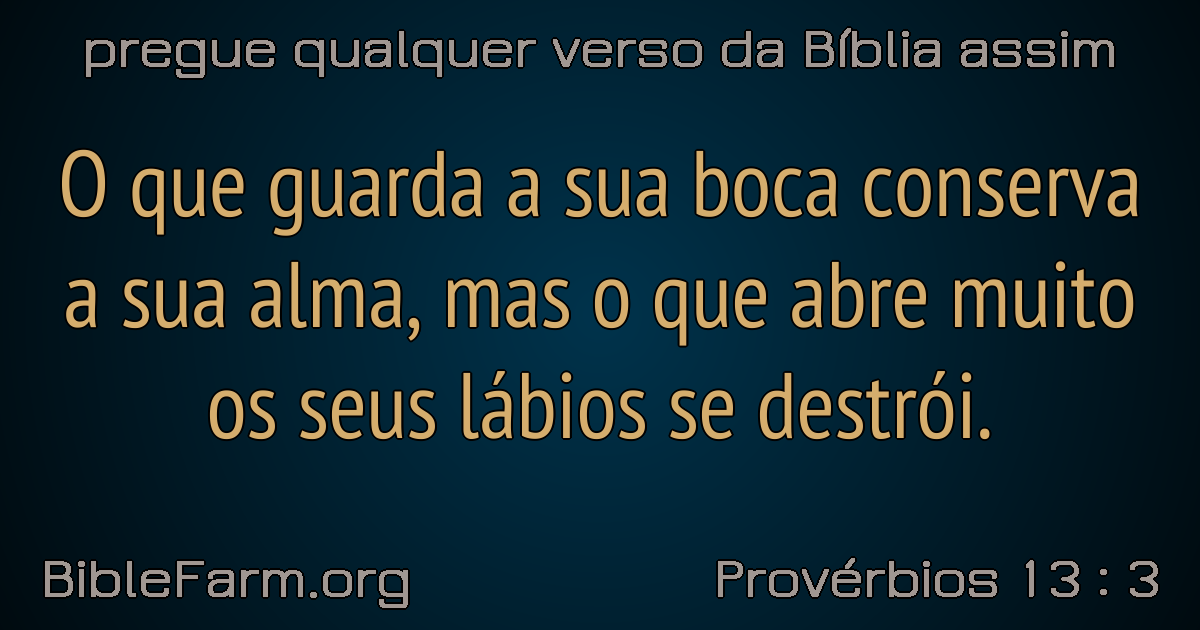 pregue qualquer verso da Bíblia assim
O que guarda a sua boca conserva
a sua alma, mas o que abre muito
os seus lábios se destrói.
BibleFarm.org
Provérbios 13 : 3